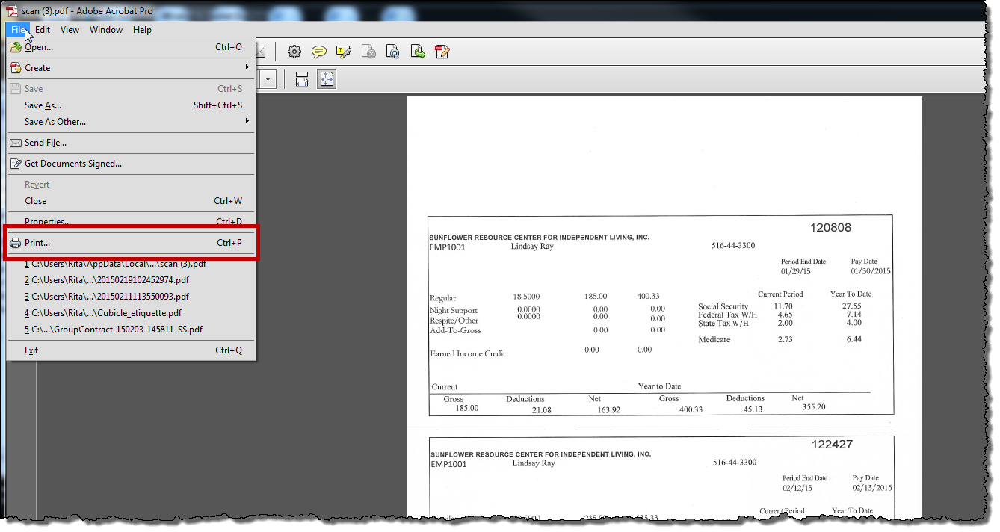 scan (3).pdf - Adobe Acrobat Pro
File Edit View Window Help
Open... Ctrl+O
Create
Save Ctrl+S
Save As... Shift+Ctrl+S
Save As Other...
Send File...
Get Documents Signed...
Revert
Close Ctrl+W
Properties... Ctrl+D
Print... Ctrl+P
1 C:\Users\Rita\AppData\Local\...\scan (3).pdf
2 C:\Users\Rita\...\20150219102452974.pdf
3 C:\Users\Rita\...\20150211113550093.pdf
4 C:\Users\Rita\...\Cubicle_etiquette.pdf
5 C:\...\GroupContract-150203-145811-SS.pdf
Exit Ctrl+Q
120808
SUNFLOWER RESOURCE CENTER FOR INDEPENDENT LIVING, INC.
EMP1001 Lindsay Ray 516-44-3300
Period End Date Pay Date
01/29/15 01/30/2015
Current Period Year To Date
Regular 18.5000 185.00 400.33
Social Security 11.70 27.55
Night Support 0.0000 0.00 0.00
Federal Tax W/H 4.65 7.14
Respite/Other 0.0000 0.00 0.00
State Tax W/H 2.00 4.00
Add-To-Gross 0.00 0.00
Medicare 2.73 6.44
Earned Income Credit 0.00 0.00
Current Year to Date
Gross Deductions Net Gross Deductions Net
185.00 21.08 163.92 400.33 45.13 355.20
122427
SUNFLOWER RESOURCE CENTER FOR INDEPENDENT LIVING, INC.
EMP1001 Lindsay Ray 516-44-3300
Period End Date Pay Date
02/12/15 02/13/2015
Current Period Year To Date